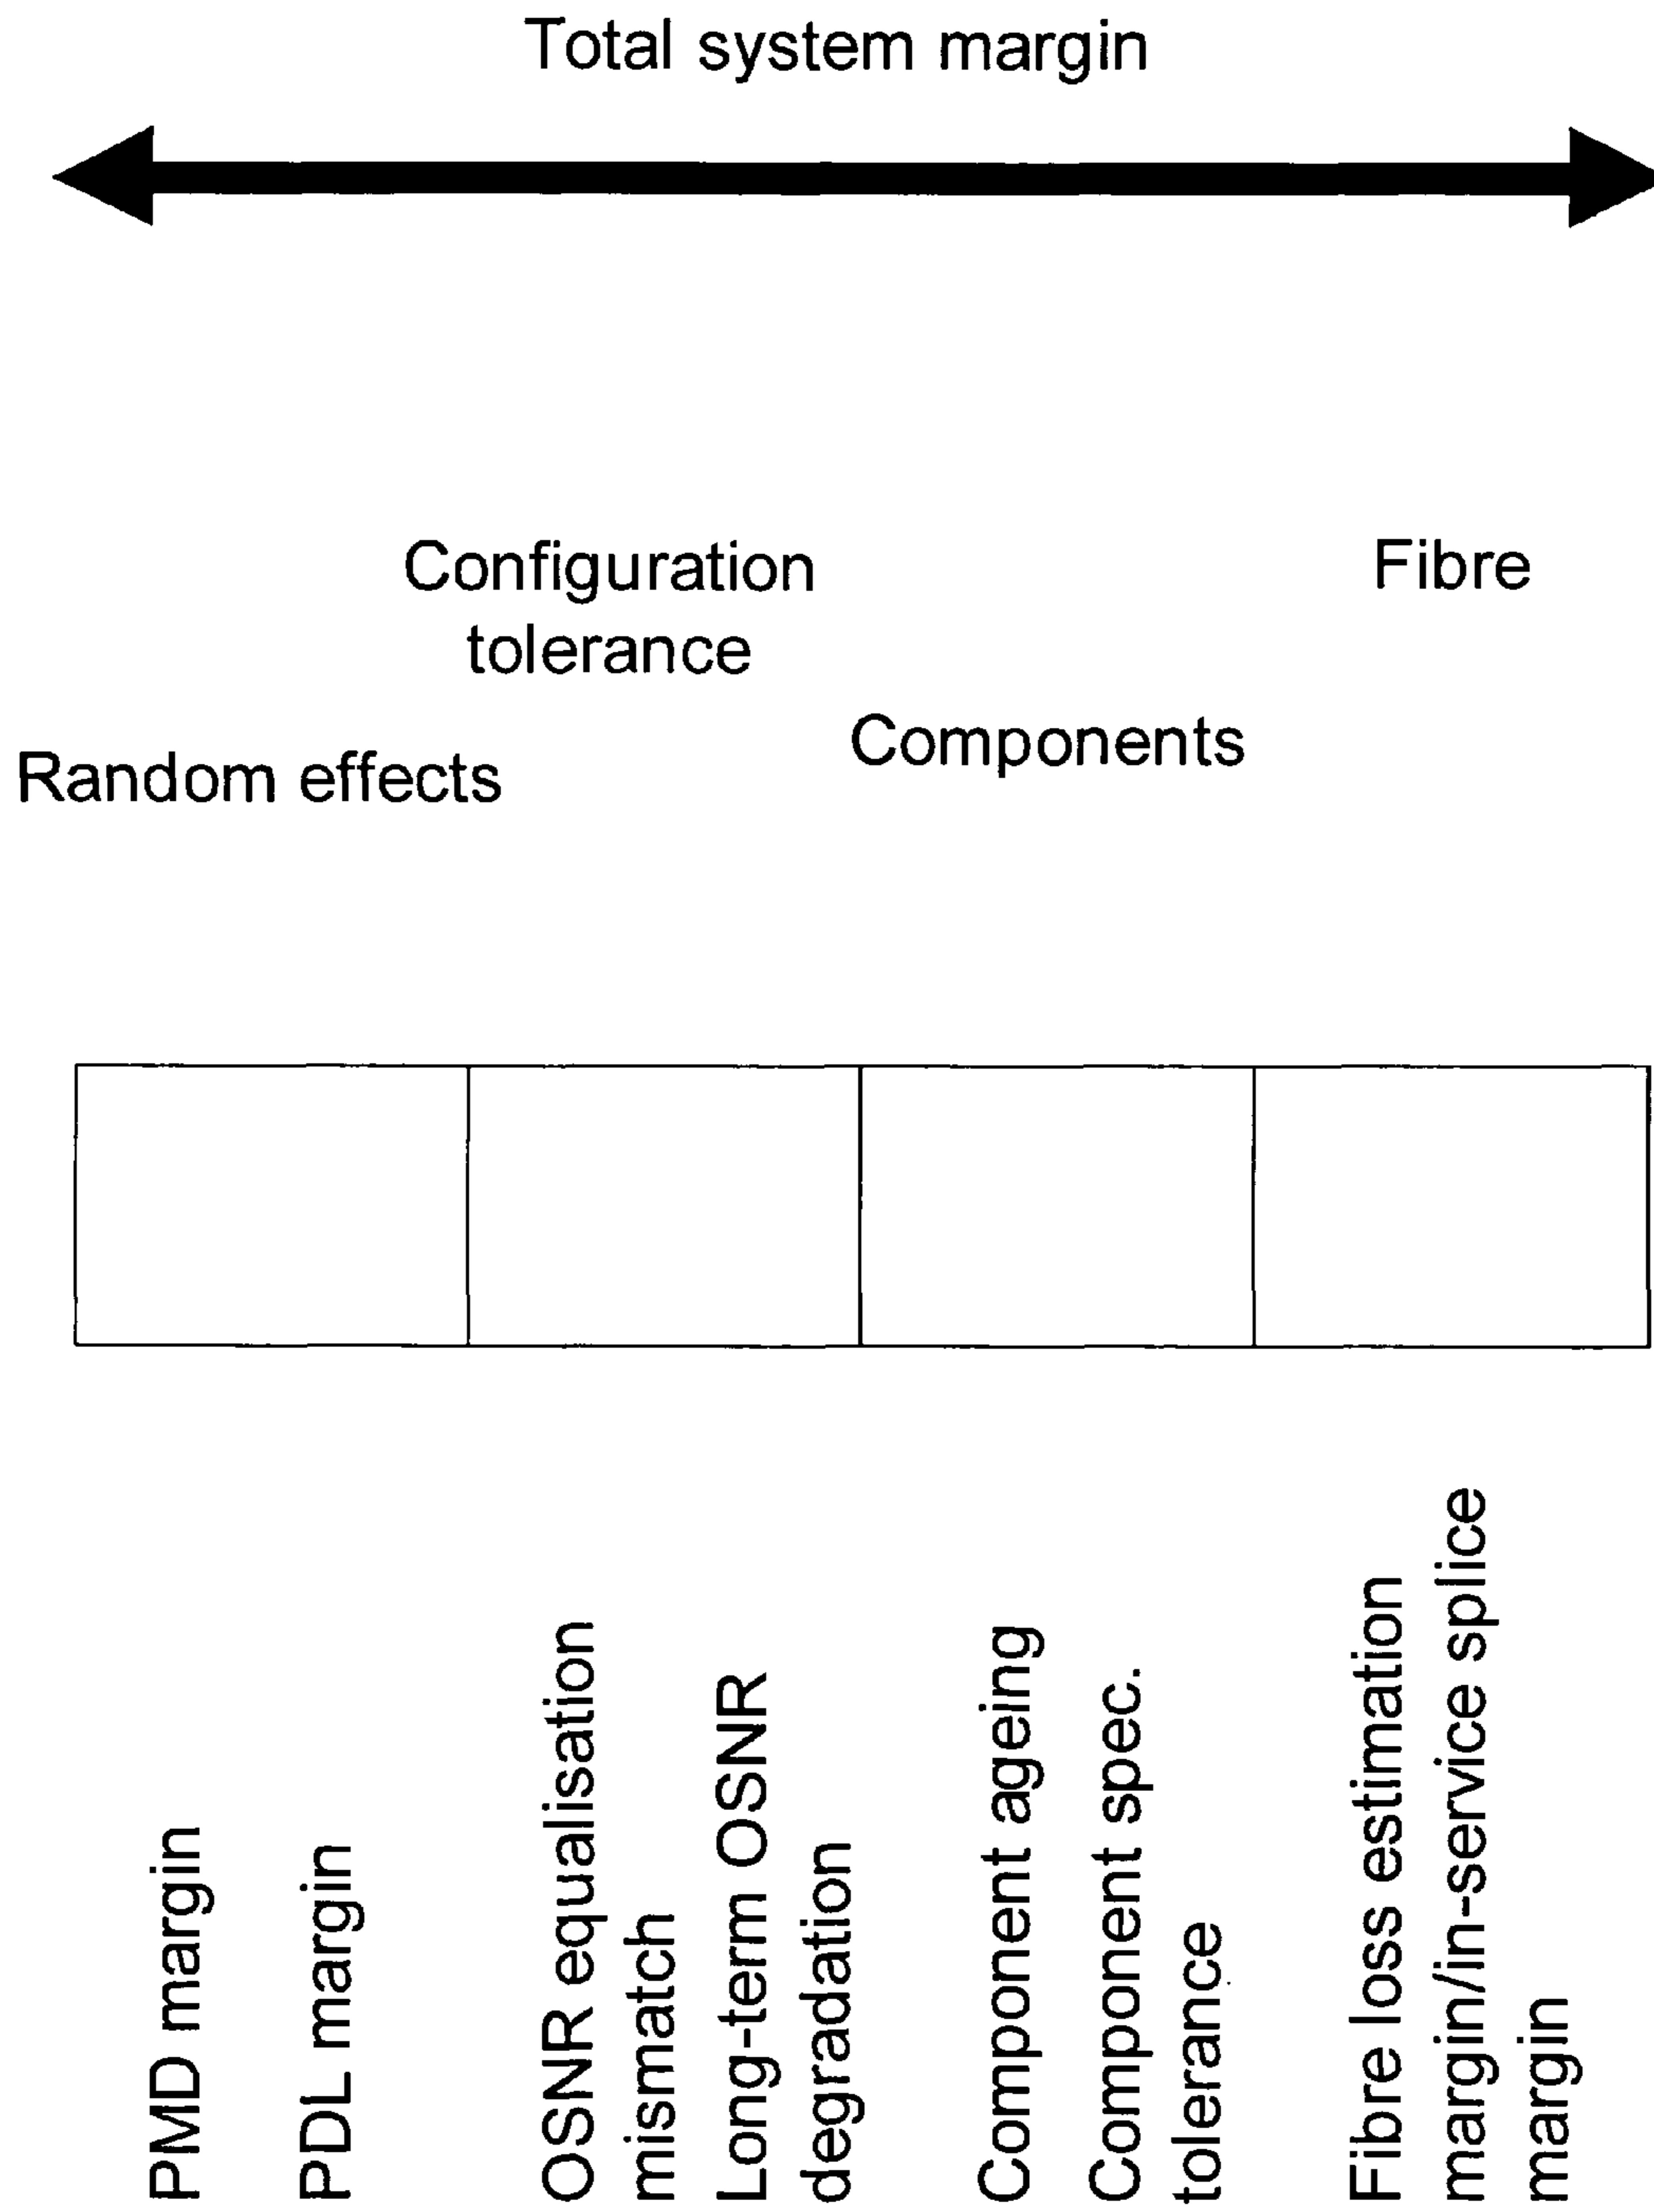 Total system margin
Configuration
tolerance
Fibre
Components
Random effects
PMD margin
PDL margin
OSNR equalisation
mismatch
Long-term OSNR
degradation
Component ageing
Component spec.
tolerance
Fibre loss estimation
margin/in-service splice
margin